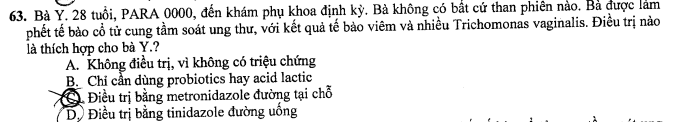 63. Bà Y. 28 tuổi, PARA 0000, đến khám phụ khoa định kỳ. Bà không có bất cứ than phiền nào. Bà được làm
phết tế bào cổ tử cung tầm soát ung thư, với kết quả tế bào viêm và nhiều Trichomonas vaginalis. Điều trị nào
là thích hợp cho bà Y.?
A. Không điều trị, vì không có triệu chứng
B. Chỉ cần dùng probiotics hay acid lactic
C. Điều trị bằng metronidazole đường tại chỗ
D. Điều trị bằng tinidazole đường uống